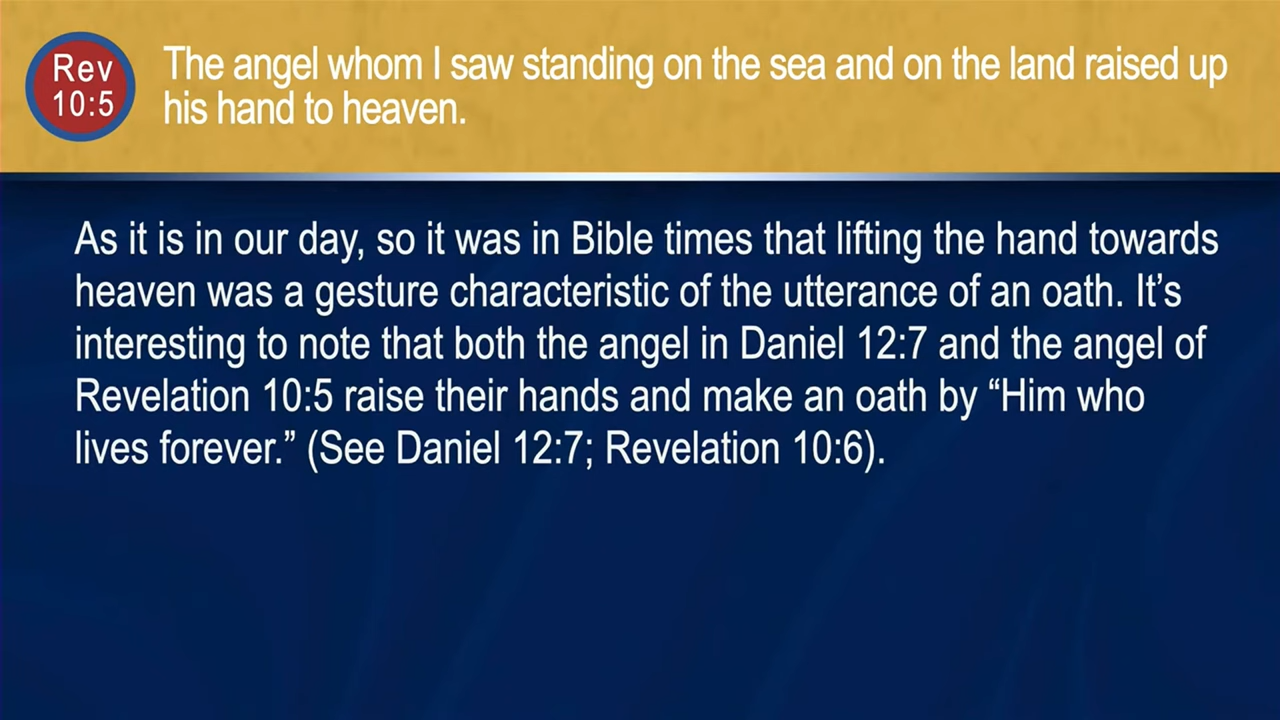 Rev
10:5
The angel whom I saw standing on the sea and on the land raised up
his hand to heaven.
As it is in our day, so it was in Bible times that lifting the hand towards
heaven was a gesture characteristic of the utterance of an oath. It’s
interesting to note that both the angel in Daniel 12:7 and the angel of
Revelation 10:5 raise their hands and make an oath by “Him who
lives forever.” (See Daniel 12:7; Revelation 10:6).